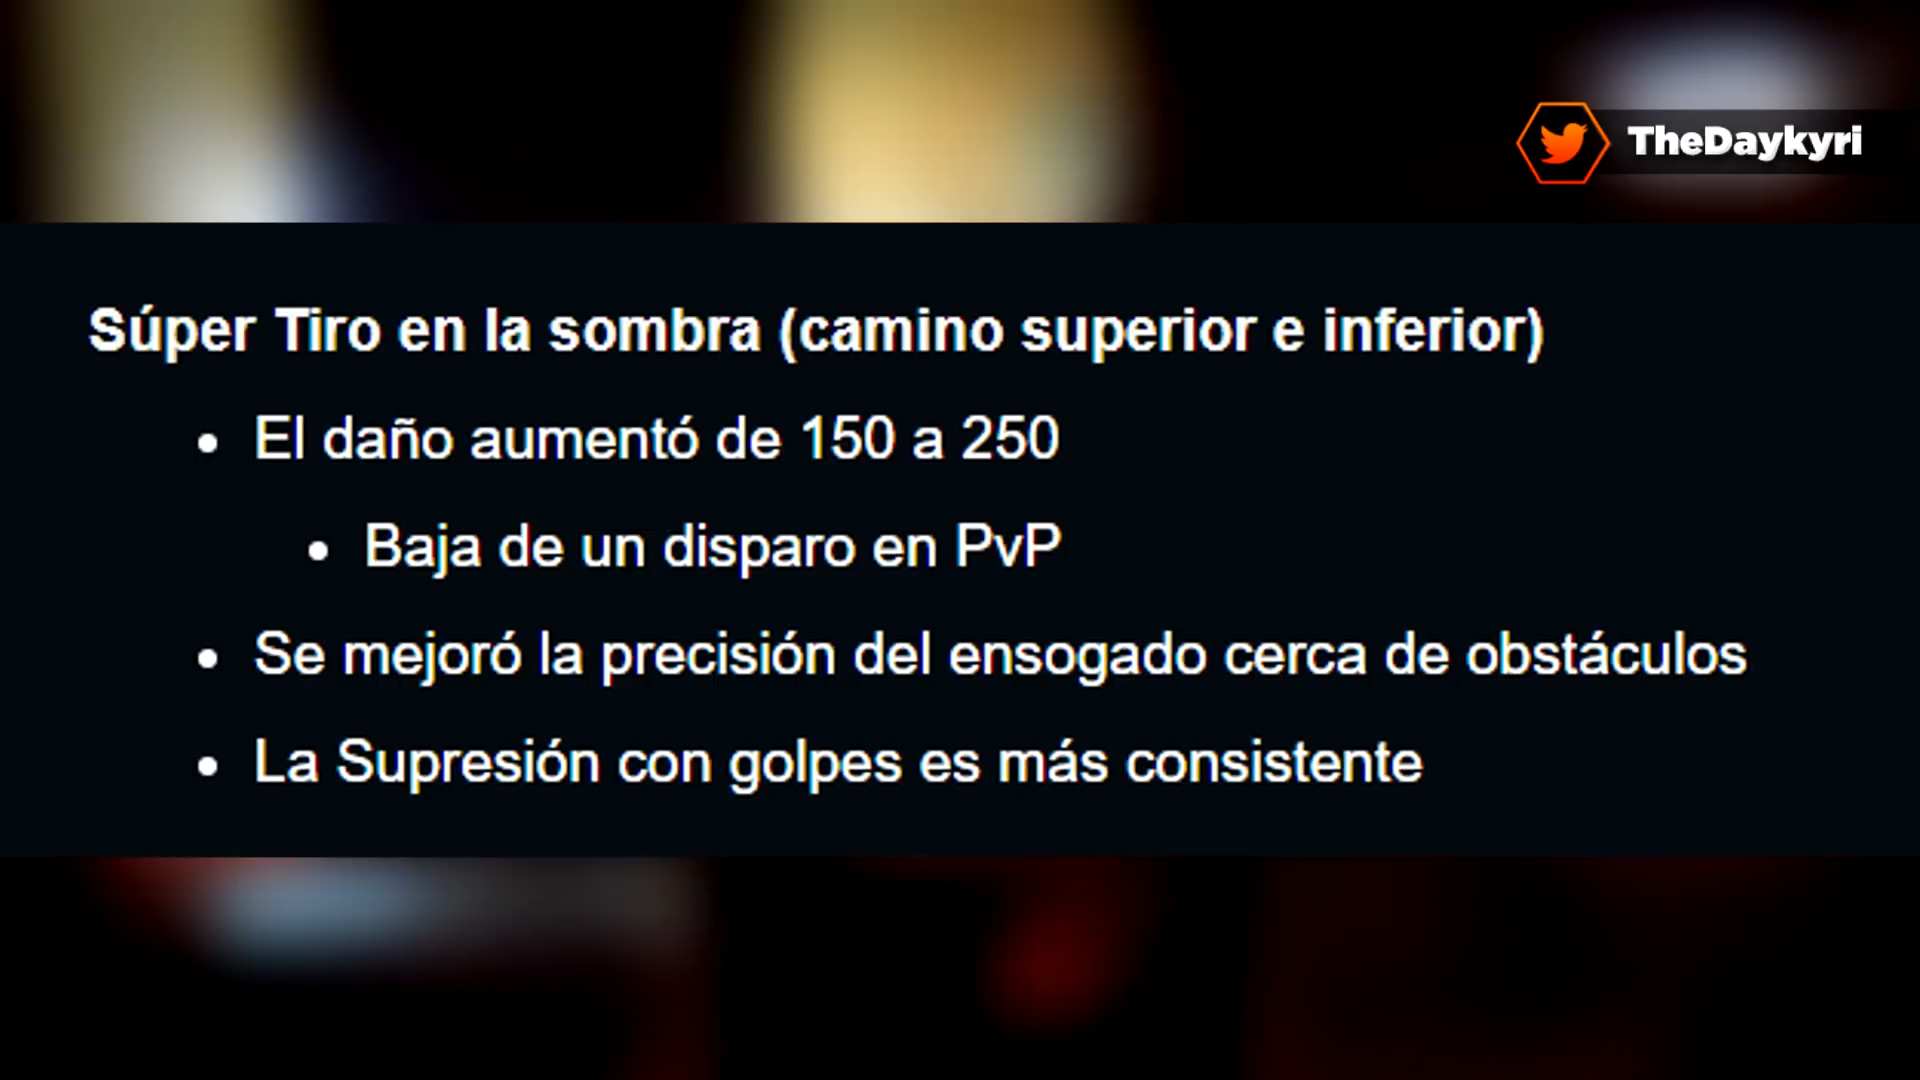 TheDaykyri
Súper Tiro en la sombra (camino superior e inferior)
• El daño aumentó de 150 a 250
• Baja de un disparo en PvP
• Se mejoró la precisión del ensogado cerca de obstáculos
• La Supresión con golpes es más consistente